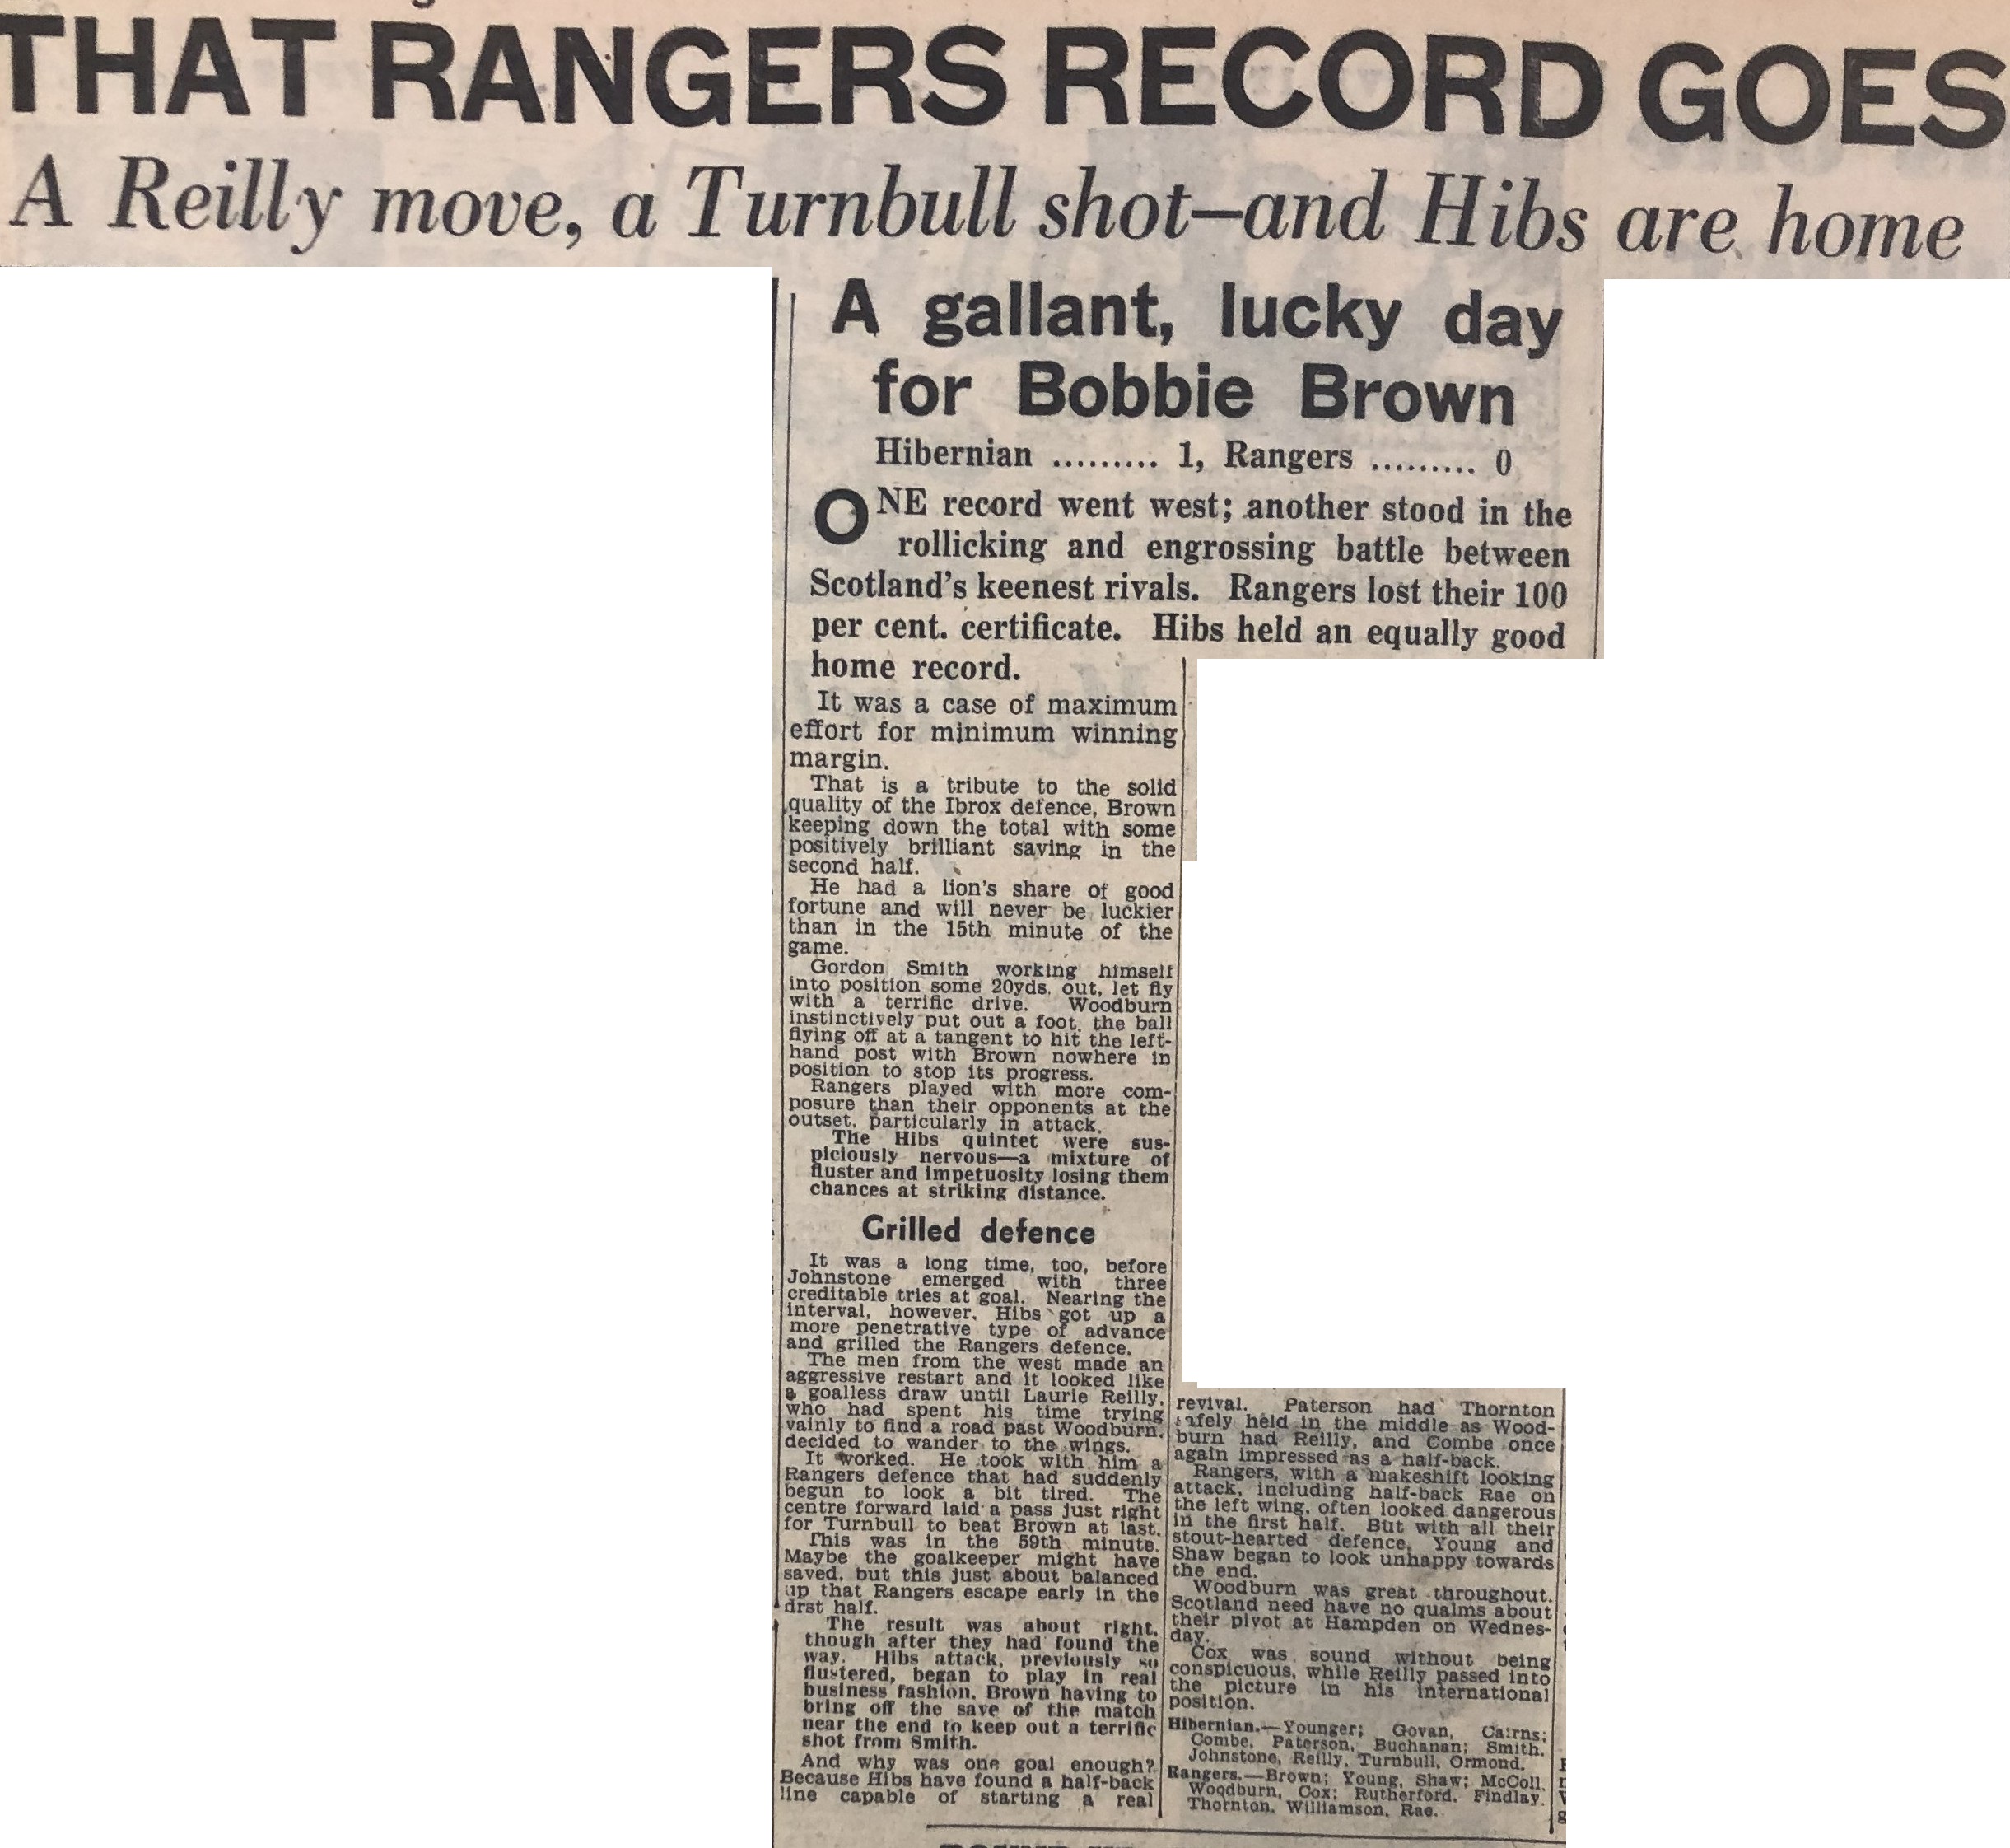 THAT RANGERS RECORD GOES
A Reilly move, a Turnbull shot—and Hibs are home
A gallant, lucky day
for Bobbie Brown
Hibernian ......... 1, Rangers ......... 0
ONE record went west; another stood in the
rollicking and engrossing battle between
Scotland's keenest rivals. Rangers lost their 100
per cent. certificate. Hibs held an equally good
home record.
It was a case of maximum
effort for minimum winning
margin.
That is a tribute to the solid
quality of the Ibrox defence, Brown
keeping down the total with some
positively brilliant saving in the
second half.
He had a lion's share of good
fortune and will never be luckier
than in the 15th minute of the
game.
Gordon Smith working himself
into position some 20yds. out, let fly
with a terrific drive. Woodburn
instinctively put out a foot, the ball
flying off at a tangent to hit the left-
hand post with Brown nowhere in
position to stop its progress.
Rangers played with more com-
posure than their opponents at the
outset, particularly in attack.
The Hibs quintet were sus-
piciously nervous—a mixture of
fluster and impetuosity losing them
chances at striking distance.
Grilled defence
It was a long time, too, before
Johnstone emerged with three
creditable tries at goal. Nearing the
interval, however, Hibs got up a
more penetrative type of advance
and grilled the Rangers defence.
The men from the west made an
aggressive restart and it looked like
a goalless draw until Laurie Reilly,
who had spent his time trying
vainly to find a road past Woodburn,
decided to wander to the wings.
It worked. He took with him a
Rangers defence that had suddenly
begun to look a bit tired. The
centre forward laid a pass just right
for Turnbull to beat Brown at last.
This was in the 59th minute.
Maybe the goalkeeper might have
saved, but this just about balanced
up that Rangers escape early in the
first half.
The result was about right,
though after they had found the
way. Hibs attack, previously so
flustered, began to play in real
business fashion, Brown having to
bring off the save of the match
near the end to keep out a terrific
shot from Smith.
And why was one goal enough?
Because Hibs have found a half-back
line capable of starting a real
revival. Paterson had Thornton
safely held in the middle as Wood-
burn had Reilly, and Combe once
again impressed as a half-back.
Rangers, with a makeshift looking
attack, including half-back Rae on
the left wing, often looked dangerous
in the first half. But with all their
stout-hearted defence, Young and
Shaw began to look unhappy towards
the end.
Woodburn was great throughout.
Scotland need have no qualms about
their pivot at Hampden on Wednes-
day.
Cox was sound without being
conspicuous, while Reilly passed into
the picture in his international
position.
Hibernian.—Younger; Govan, Cairns;
Combe, Paterson, Buchanan; Smith.
Johnstone, Reilly, Turnbull, Ormond.
Rangers.—Brown; Young, Shaw; McColl,
Woodburn, Cox; Rutherford, Findlay,
Thornton, Williamson, Rae.